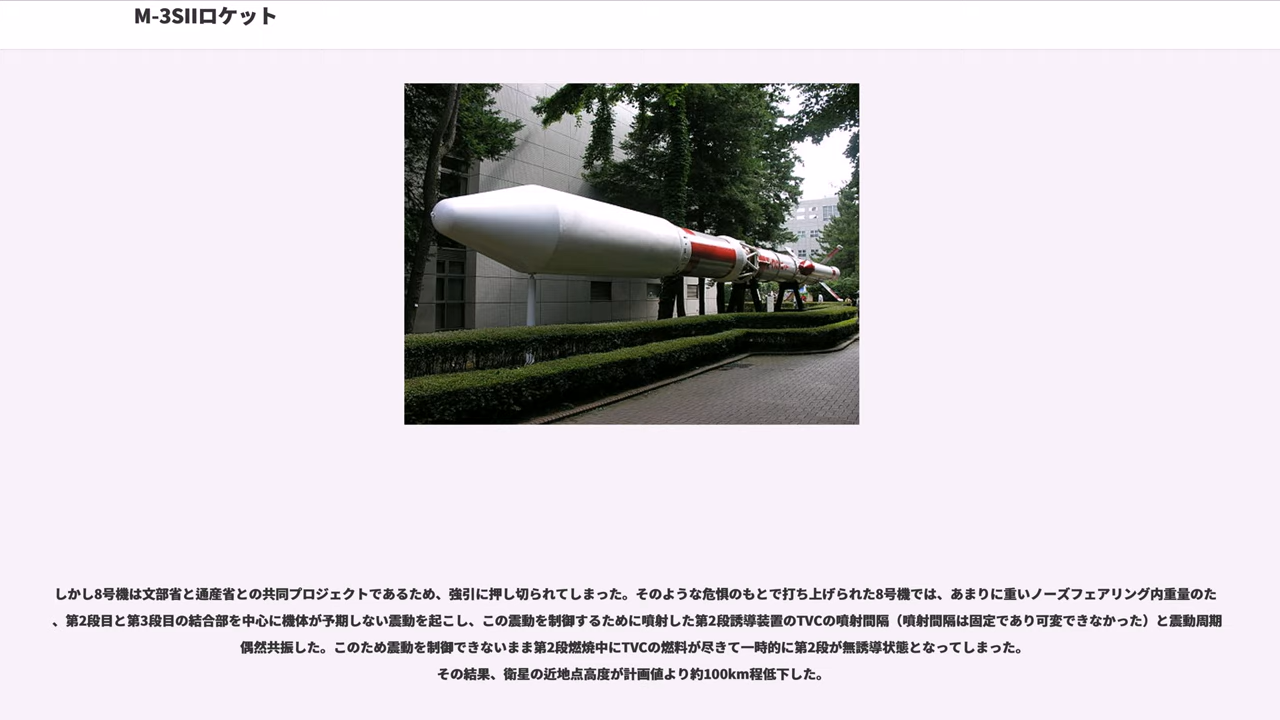 M-3SIIロケット
しかし8号機は文部省と通産省との共同プロジェクトであるため、強引に押し切られてしまった。そのような危惧のもとで打ち上げられた8号機では、あまりに重いノーズフェアリング内重量のた
、第2段目と第3段目の結合部を中心に機体が予期しない震動を起こし、この震動を制御するために噴射した第2段誘導装置のTVCの噴射間隔（噴射間隔は固定であり可変できなかった）と震動周期
偶然共振した。このため震動を制御できないまま第2段燃焼中にTVCの燃料が尽きて一時的に第2段が無誘導状態となってしまった。
その結果、衛星の近地点高度が計画値より約100km程低下した。